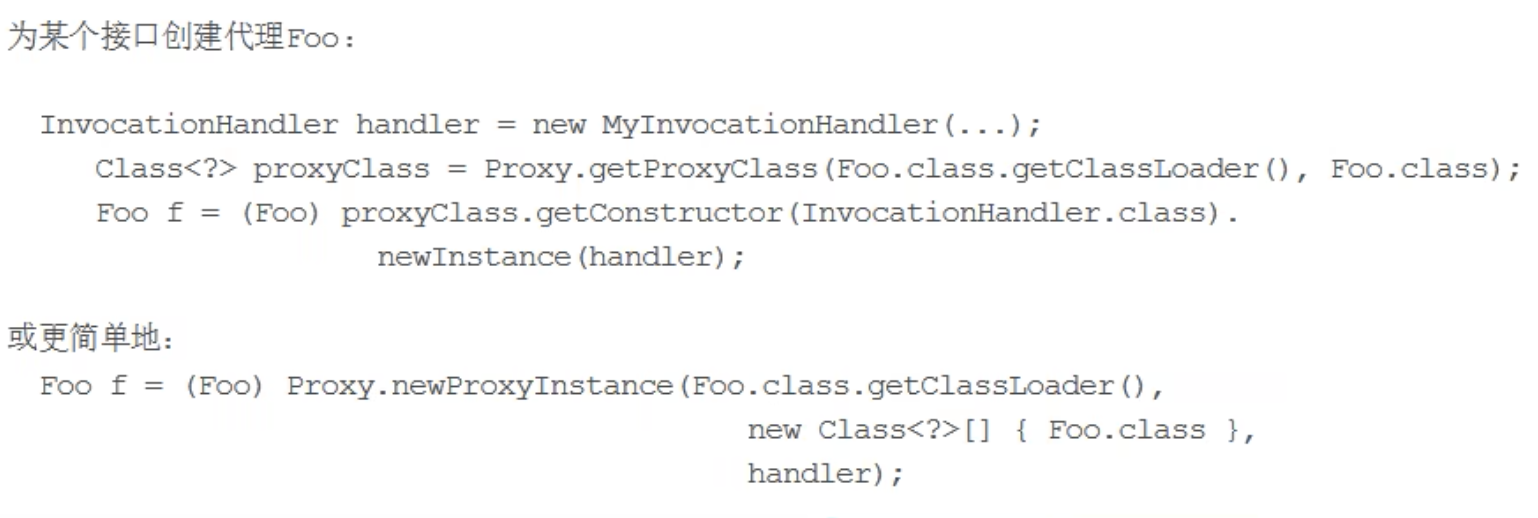 为某个接口创建代理Foo：
InvocationHandler handler = new MyInvocationHandler(...);
Class<?> proxyClass = Proxy.getProxyClass(Foo.class.getClassLoader(), Foo.class);
Foo f = (Foo) proxyClass.getConstructor(InvocationHandler.class).
newInstance(handler);
或更简单地：
Foo f = (Foo) Proxy.newProxyInstance(Foo.class.getClassLoader(),
new Class<?>[] { Foo.class },
handler);